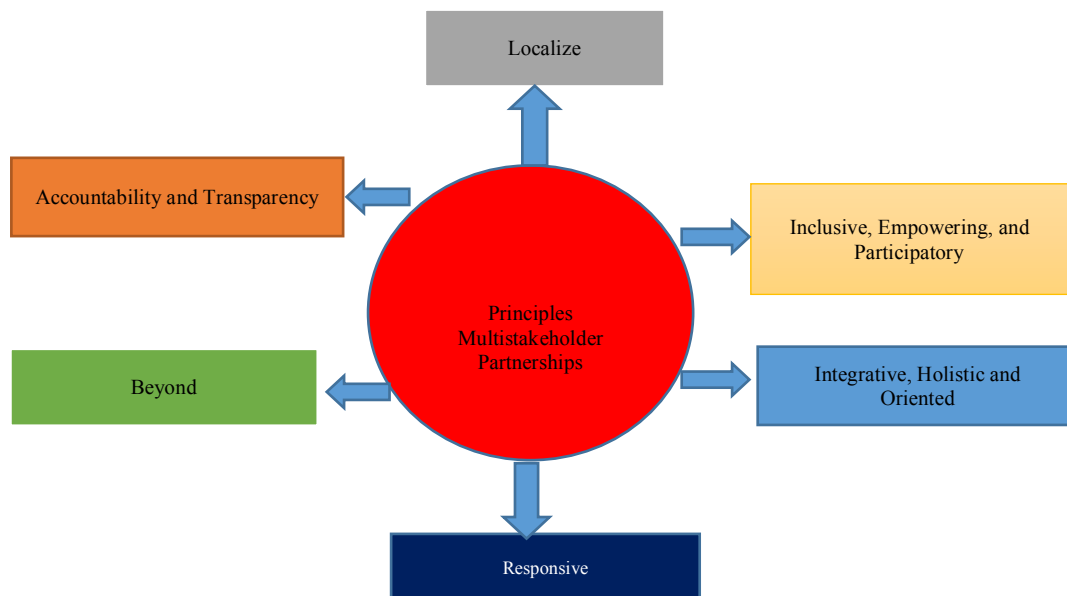 Localize
Accountability and Transparency
Inclusive, Empowering, and
Participatory
Principles
Multistakeholder
Partnerships
Beyond
Integrative, Holistic and
Oriented
Responsive